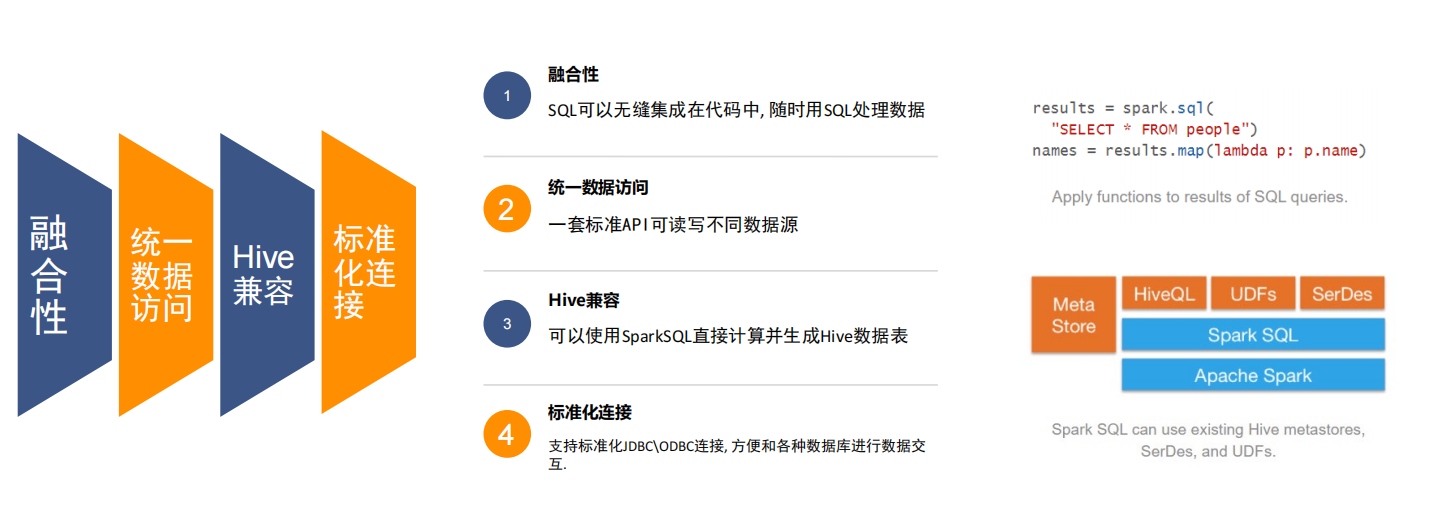 融
合
性
统一
数据
访问
Hive
兼容
标准
化连
接
1
融合性
SQL可以无缝集成在代码中, 随时用SQL处理数据
2
统一数据访问
一套标准API可读写不同数据源
3
Hive兼容
可以使用SparkSQL直接计算并生成Hive数据表
4
标准化连接
支持标准化JDBC\ODBC连接, 方便和各种数据库进行数据交
互.
results = spark.sql(
"SELECT * FROM people")
names = results.map(lambda p: p.name)
Apply functions to results of SQL queries.
Meta
Store
HiveQL
UDFs
SerDes
Spark SQL
Apache Spark
Spark SQL can use existing Hive metastores,
SerDes, and UDFs.